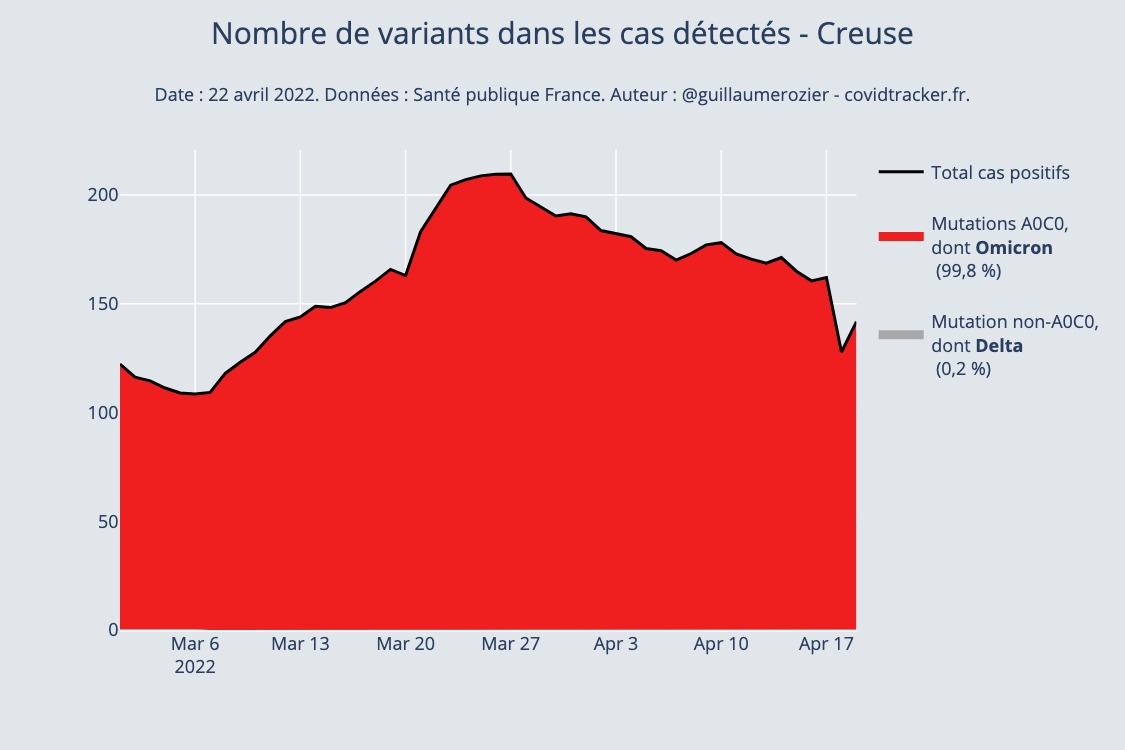 Nombre de variants dans les cas détectés - Creuse
Date : 22 avril 2022. Données : Santé publique France. Auteur : @guillaumerozier - covidtracker.fr.
Total cas positifs
Mutations A0C0,
dont Omicron
(99,8 %)
Mutation non-A0C0,
dont Delta
(0,2 %)
200
150
100
50
0
Mar 6
2022
Mar 13
Mar 20
Mar 27
Apr 3
Apr 10
Apr 17